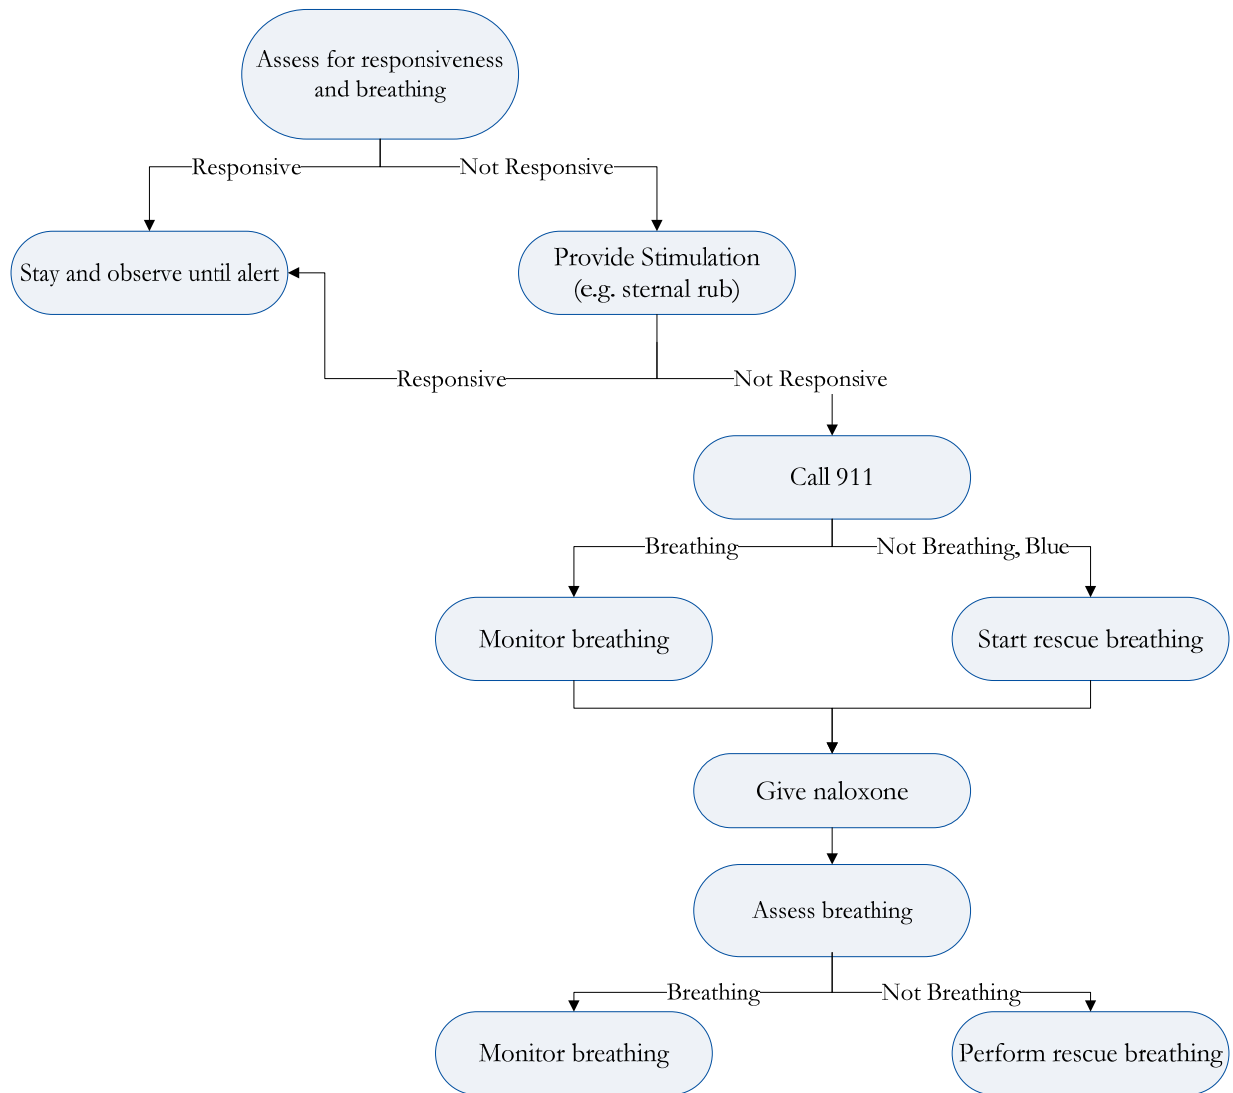 Assess for responsiveness
and breathing
Responsive
Not Responsive
Stay and observe until alert
Provide Stimulation
(e.g. sternal rub)
Responsive
Not Responsive
Call 911
Breathing
Not Breathing, Blue
Monitor breathing
Start rescue breathing
Give naloxone
Assess breathing
Breathing
Not Breathing
Monitor breathing
Perform rescue breathing